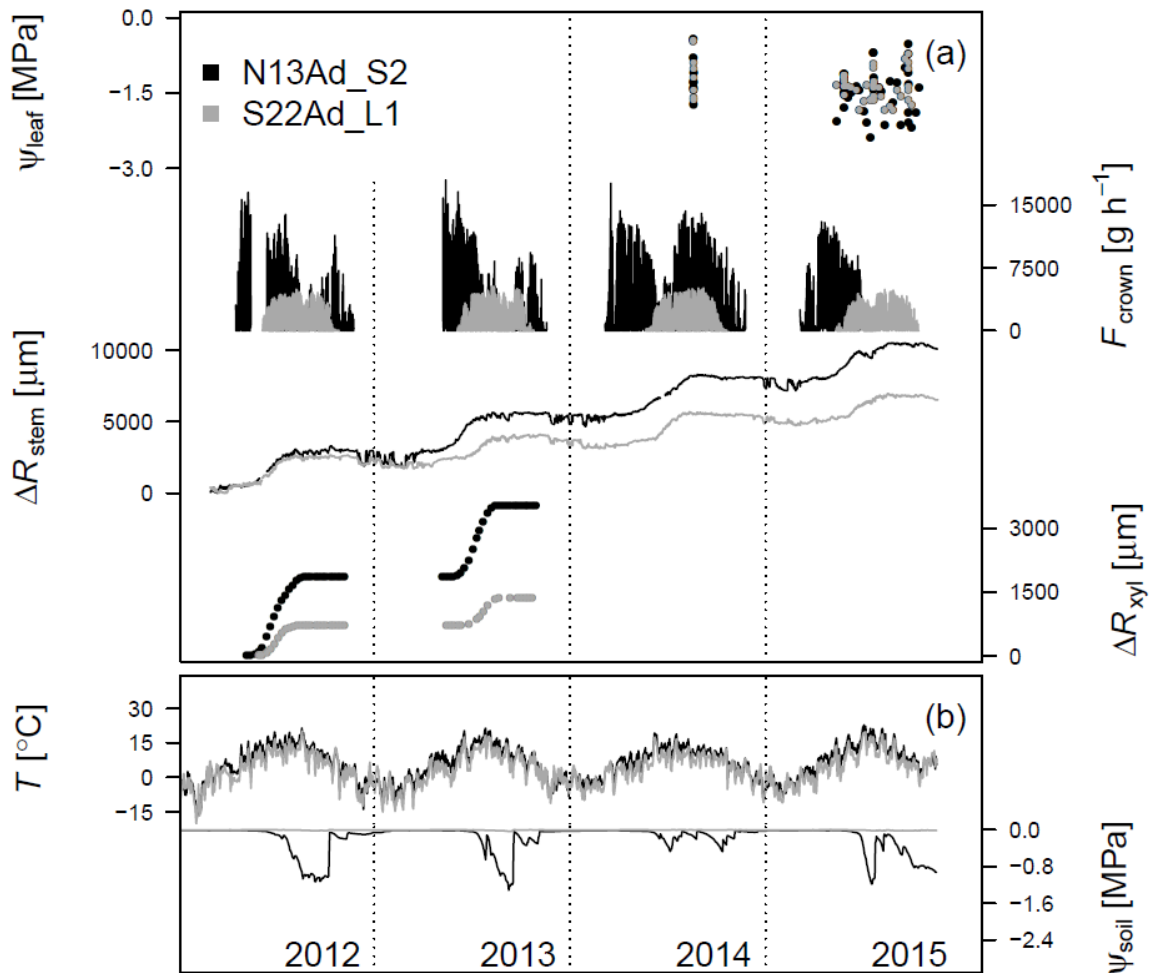 (a)
N13Ad_S2
S22Ad_L1
ψleaf [MPa]
0.0
−1.5
−3.0
Fcrown [g h−1]
15000
7500
0
ΔRstem [μm]
10000
5000
0
ΔRxyl [μm]
3000
1500
0
(b)
T [°C]
30
15
0
−15
ψsoil [MPa]
0.0
−0.8
−1.6
−2.4
2012 2013 2014 2015